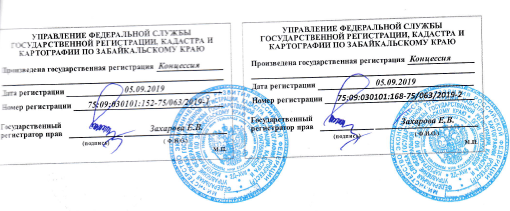 УПРАВЛЕНИЕ ФЕДЕРАЛЬНОЙ СЛУЖБЫ
ГОСУДАРСТВЕННОЙ РЕГИСТРАЦИИ, КАДАСТРА И
КАРТОГРАФИИ ПО ЗАБАЙКАЛЬСКОМУ КРАЮ
Произведена государственная регистрация Концессия
Дата регистрации 05.09.2019
Номер регистрации 75:09:030101:152-75/063/2019-1
Государственный
регистратор прав Захарова Е.В.
(подпись) (Ф.И.О.)
М.П.
УПРАВЛЕНИЕ ФЕДЕРАЛЬНОЙ СЛУЖБЫ
ГОСУДАРСТВЕННОЙ РЕГИСТРАЦИИ, КАДАСТРА И
КАРТОГРАФИИ ПО ЗАБАЙКАЛЬСКОМУ КРАЮ
Произведена государственная регистрация Концессия
Дата регистрации 05.09.2019
Номер регистрации 75:09:030101:168-75/063/2019-2
Государственный
регистратор прав Захарова Е.В.
(подпись) (Ф.И.О.)
М.П.